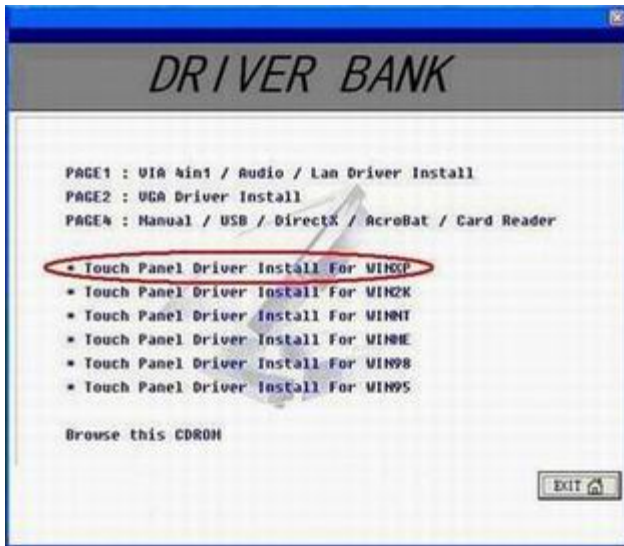 DRIVER BANK
PAGE1 : VIA 4in1 / Audio / Lan Driver Install
PAGE2 : VGA Driver Install
PAGE4 : Manual / USB / DirectX / AcroBat / Card Reader
* Touch Panel Driver Install For WINXP
* Touch Panel Driver Install For WIN2K
* Touch Panel Driver Install For WINNT
* Touch Panel Driver Install For WINME
* Touch Panel Driver Install For WIN98
* Touch Panel Driver Install For WIN95
Browse this CDROM
EXIT